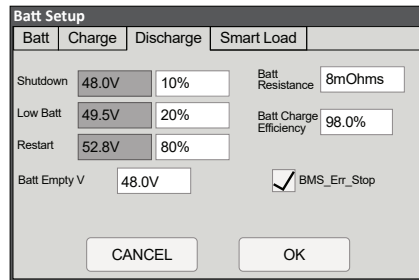 Batt Setup
Batt Charge Discharge Smart Load
Shutdown 48.0V 10%
Batt
Resistance 8mOhms
Low Batt 49.5V 20%
Batt Charge
Efficiency 98.0%
Restart 52.8V 80%
Batt Empty V 48.0V
BMS_Err_Stop
CANCEL OK